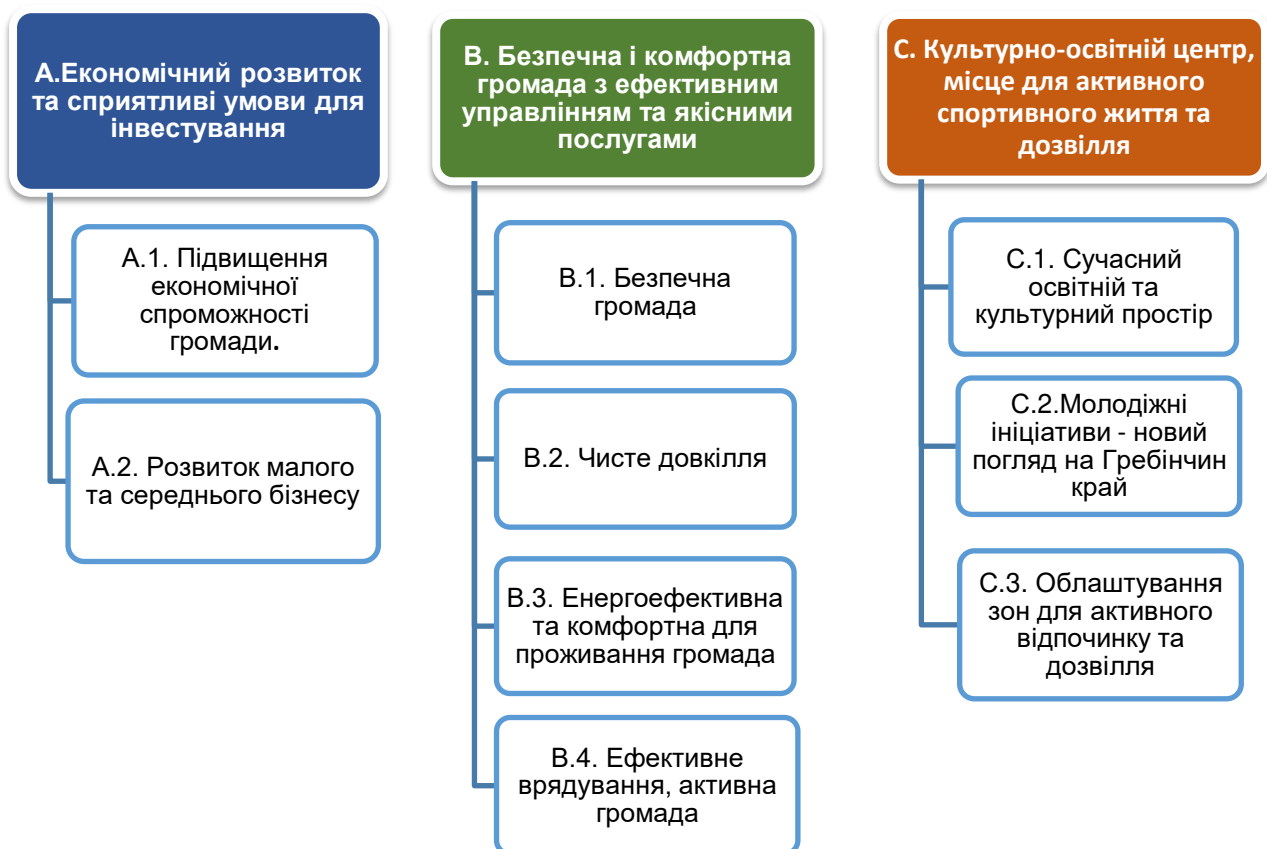 А.Економічний розвиток
та сприятливі умови для
інвестування
А.1. Підвищення
економічної
спроможності
громади.
А.2. Розвиток малого
та середнього бізнесу
В. Безпечна і комфортна
громада з ефективним
управлінням та якісними
послугами
В.1. Безпечна
громада
В.2. Чисте довкілля
В.3. Енергоефективна
та комфортна для
проживання громада
В.4. Ефективне
врядування, активна
громада
С. Культурно-освітній центр,
місце для активного
спортивного життя та
дозвілля
С.1. Сучасний
освітній та
культурний простір
С.2.Молодіжні
ініціативи - новий
погляд на Гребінчин
край
С.3. Облаштування
зон для активного
відпочинку та
дозвілля